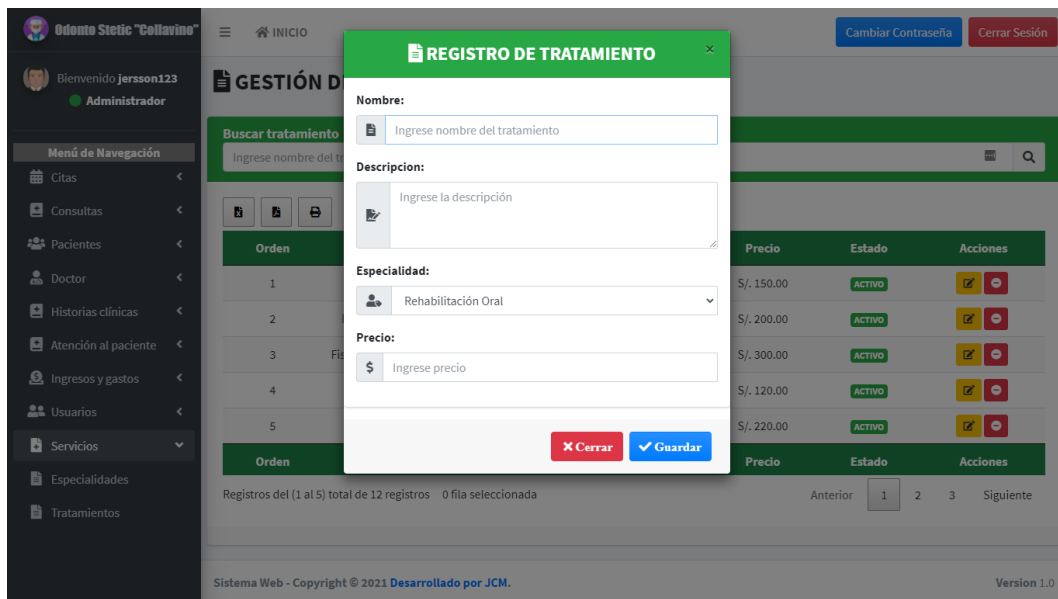 Odonto Stetic "Collavino"
INICIO
Cambiar Contraseña
Cerrar Sesión
Bienvenido jersson123
Administrador
GESTIÓN D
REGISTRO DE TRATAMIENTO
×
Nombre:
Ingrese nombre del tratamiento
Descripcion:
Ingrese la descripción
Especialidad:
Rehabilitación Oral
Precio:
Ingrese precio
Cerrar
Guardar
Menú de Navegación
Citas
Consultas
Pacientes
Doctor
Historias clínicas
Atención al paciente
Ingresos y gastos
Usuarios
Servicios
Especialidades
Tratamientos
Buscar tratamiento
Ingrese nombre del tr
Orden Precio Estado Acciones
1 S/. 150.00 ACTIVO
2 S/. 200.00 ACTIVO
3 Fis S/. 300.00 ACTIVO
4 S/. 120.00 ACTIVO
5 S/. 220.00 ACTIVO
Orden Precio Estado Acciones
Registros del (1 al 5) total de 12 registros 0 fila seleccionada
Anterior 1 2 3 Siguiente
Sistema Web - Copyright © 2021 Desarrollado por JCM.
Version 1.0